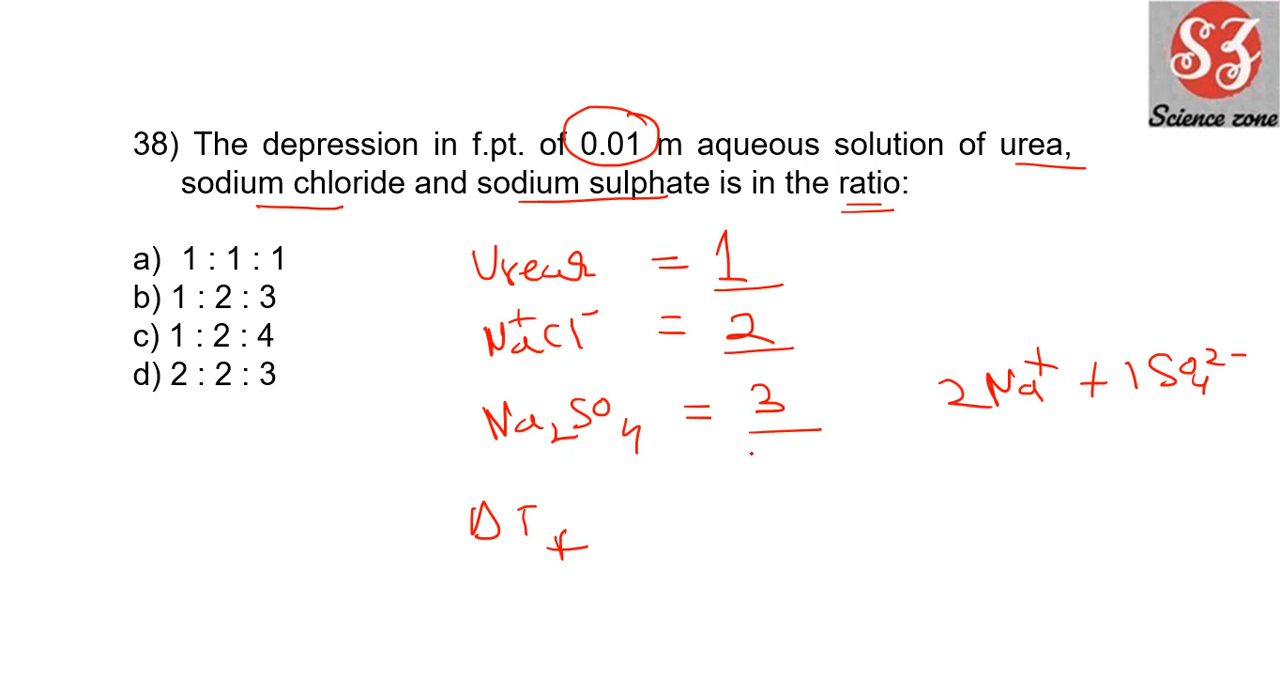 SZ
Science zone
38) The depression in f.pt. of 0.01 m aqueous solution of urea,
sodium chloride and sodium sulphate is in the ratio:
a) 1 : 1 : 1
b) 1 : 2 : 3
c) 1 : 2 : 4
d) 2 : 2 : 3
Urea = 1
Na⁺Cl⁻ = 2
Na₂SO₄ = 3
2Na⁺ + 1SO₄²⁻
ΔT_f